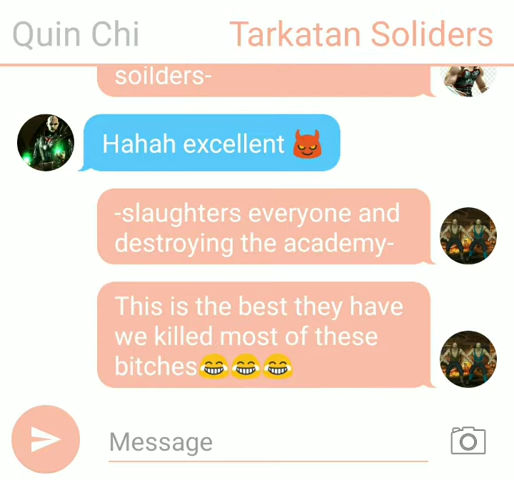 Quin Chi Tarkatan Soliders
soilders-
Hahah excellent 👿
-slaughters everyone and
destroying the academy-
This is the best they have
we killed most of these
bitches😂😂😂
Message